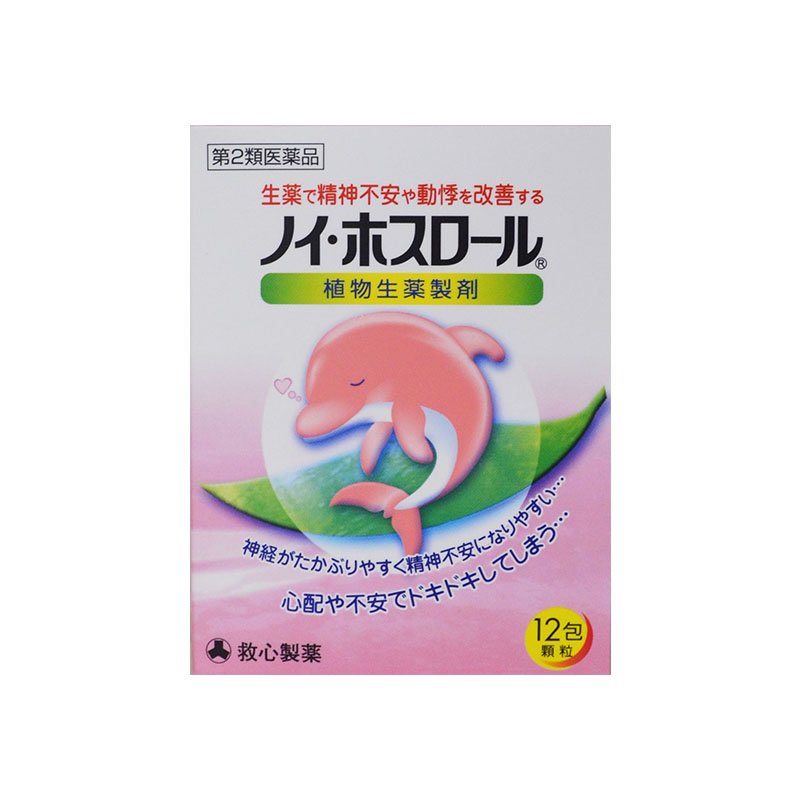 第2類医薬品
生薬で精神不安や動悸を改善する
ノイ・ホスロール®
植物生薬製剤
神経がたかぶりやすく精神不安になりやすい…
心配や不安でドキドキしてしまう…
12包
顆粒
救心製薬